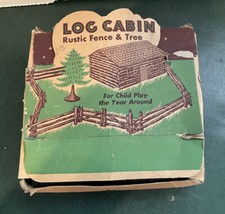 LOG CABIN
Rustic Fence & Tree
For Child Play
the Year Around